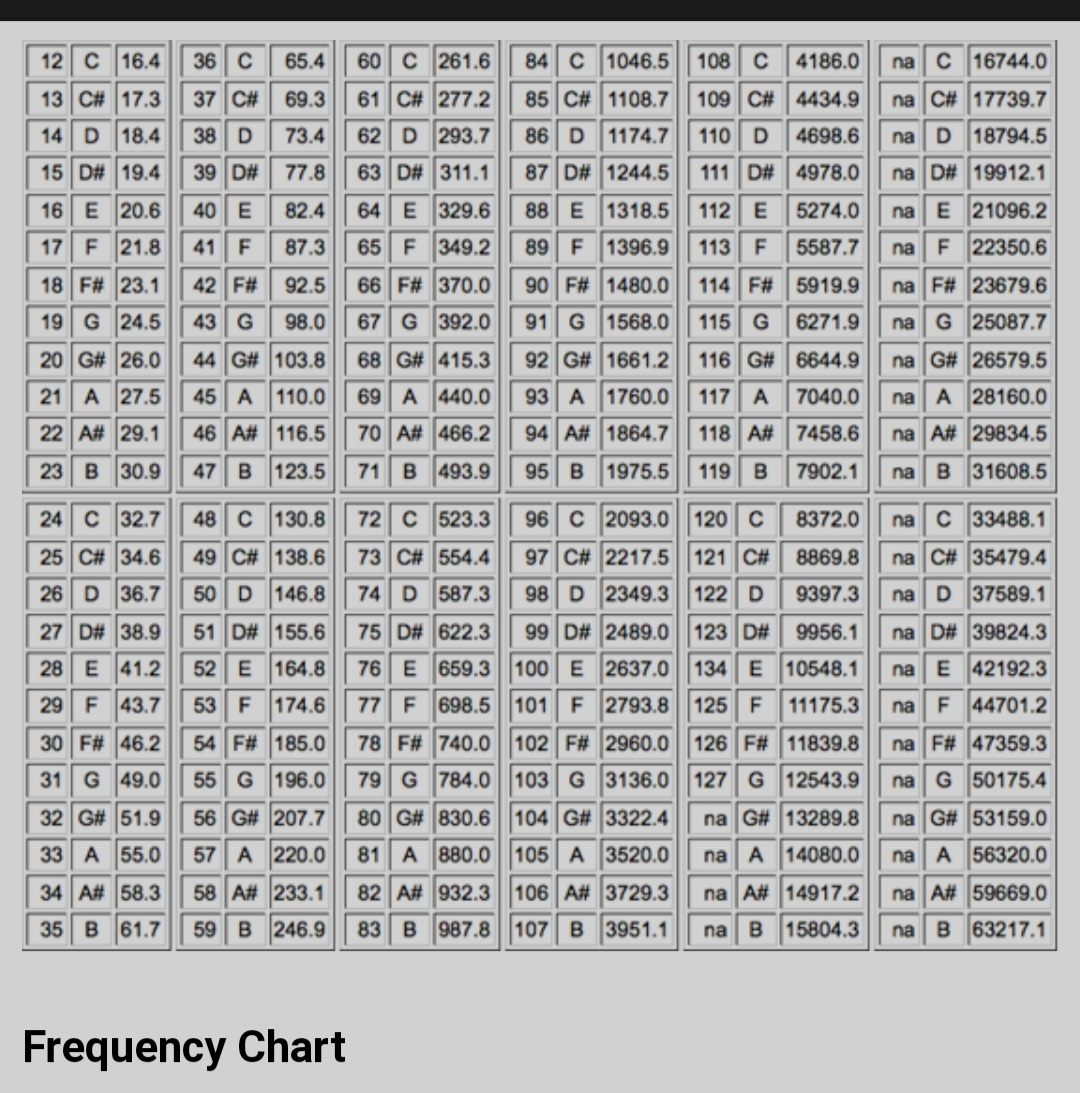 12 C 16.4 36 C 65.4 60 C 261.6 84 C 1046.5 108 C 4186.0 na C 16744.0
13 C# 17.3 37 C# 69.3 61 C# 277.2 85 C# 1108.7 109 C# 4434.9 na C# 17739.7
14 D 18.4 38 D 73.4 62 D 293.7 86 D 1174.7 110 D 4698.6 na D 18794.5
15 D# 19.4 39 D# 77.8 63 D# 311.1 87 D# 1244.5 111 D# 4978.0 na D# 19912.1
16 E 20.6 40 E 82.4 64 E 329.6 88 E 1318.5 112 E 5274.0 na E 21096.2
17 F 21.8 41 F 87.3 65 F 349.2 89 F 1396.9 113 F 5587.7 na F 22350.6
18 F# 23.1 42 F# 92.5 66 F# 370.0 90 F# 1480.0 114 F# 5919.9 na F# 23679.6
19 G 24.5 43 G 98.0 67 G 392.0 91 G 1568.0 115 G 6271.9 na G 25087.7
20 G# 26.0 44 G# 103.8 68 G# 415.3 92 G# 1661.2 116 G# 6644.9 na G# 26579.5
21 A 27.5 45 A 110.0 69 A 440.0 93 A 1760.0 117 A 7040.0 na A 28160.0
22 A# 29.1 46 A# 116.5 70 A# 466.2 94 A# 1864.7 118 A# 7458.6 na A# 29834.5
23 B 30.9 47 B 123.5 71 B 493.9 95 B 1975.5 119 B 7902.1 na B 31608.5
24 C 32.7 48 C 130.8 72 C 523.3 96 C 2093.0 120 C 8372.0 na C 33488.1
25 C# 34.6 49 C# 138.6 73 C# 554.4 97 C# 2217.5 121 C# 8869.8 na C# 35479.4
26 D 36.7 50 D 146.8 74 D 587.3 98 D 2349.3 122 D 9397.3 na D 37589.1
27 D# 38.9 51 D# 155.6 75 D# 622.3 99 D# 2489.0 123 D# 9956.1 na D# 39824.3
28 E 41.2 52 E 164.8 76 E 659.3 100 E 2637.0 134 E 10548.1 na E 42192.3
29 F 43.7 53 F 174.6 77 F 698.5 101 F 2793.8 125 F 11175.3 na F 44701.2
30 F# 46.2 54 F# 185.0 78 F# 740.0 102 F# 2960.0 126 F# 11839.8 na F# 47359.3
31 G 49.0 55 G 196.0 79 G 784.0 103 G 3136.0 127 G 12543.9 na G 50175.4
32 G# 51.9 56 G# 207.7 80 G# 830.6 104 G# 3322.4 na G# 13289.8 na G# 53159.0
33 A 55.0 57 A 220.0 81 A 880.0 105 A 3520.0 na A 14080.0 na A 56320.0
34 A# 58.3 58 A# 233.1 82 A# 932.3 106 A# 3729.3 na A# 14917.2 na A# 59669.0
35 B 61.7 59 B 246.9 83 B 987.8 107 B 3951.1 na B 15804.3 na B 63217.1
Frequency Chart